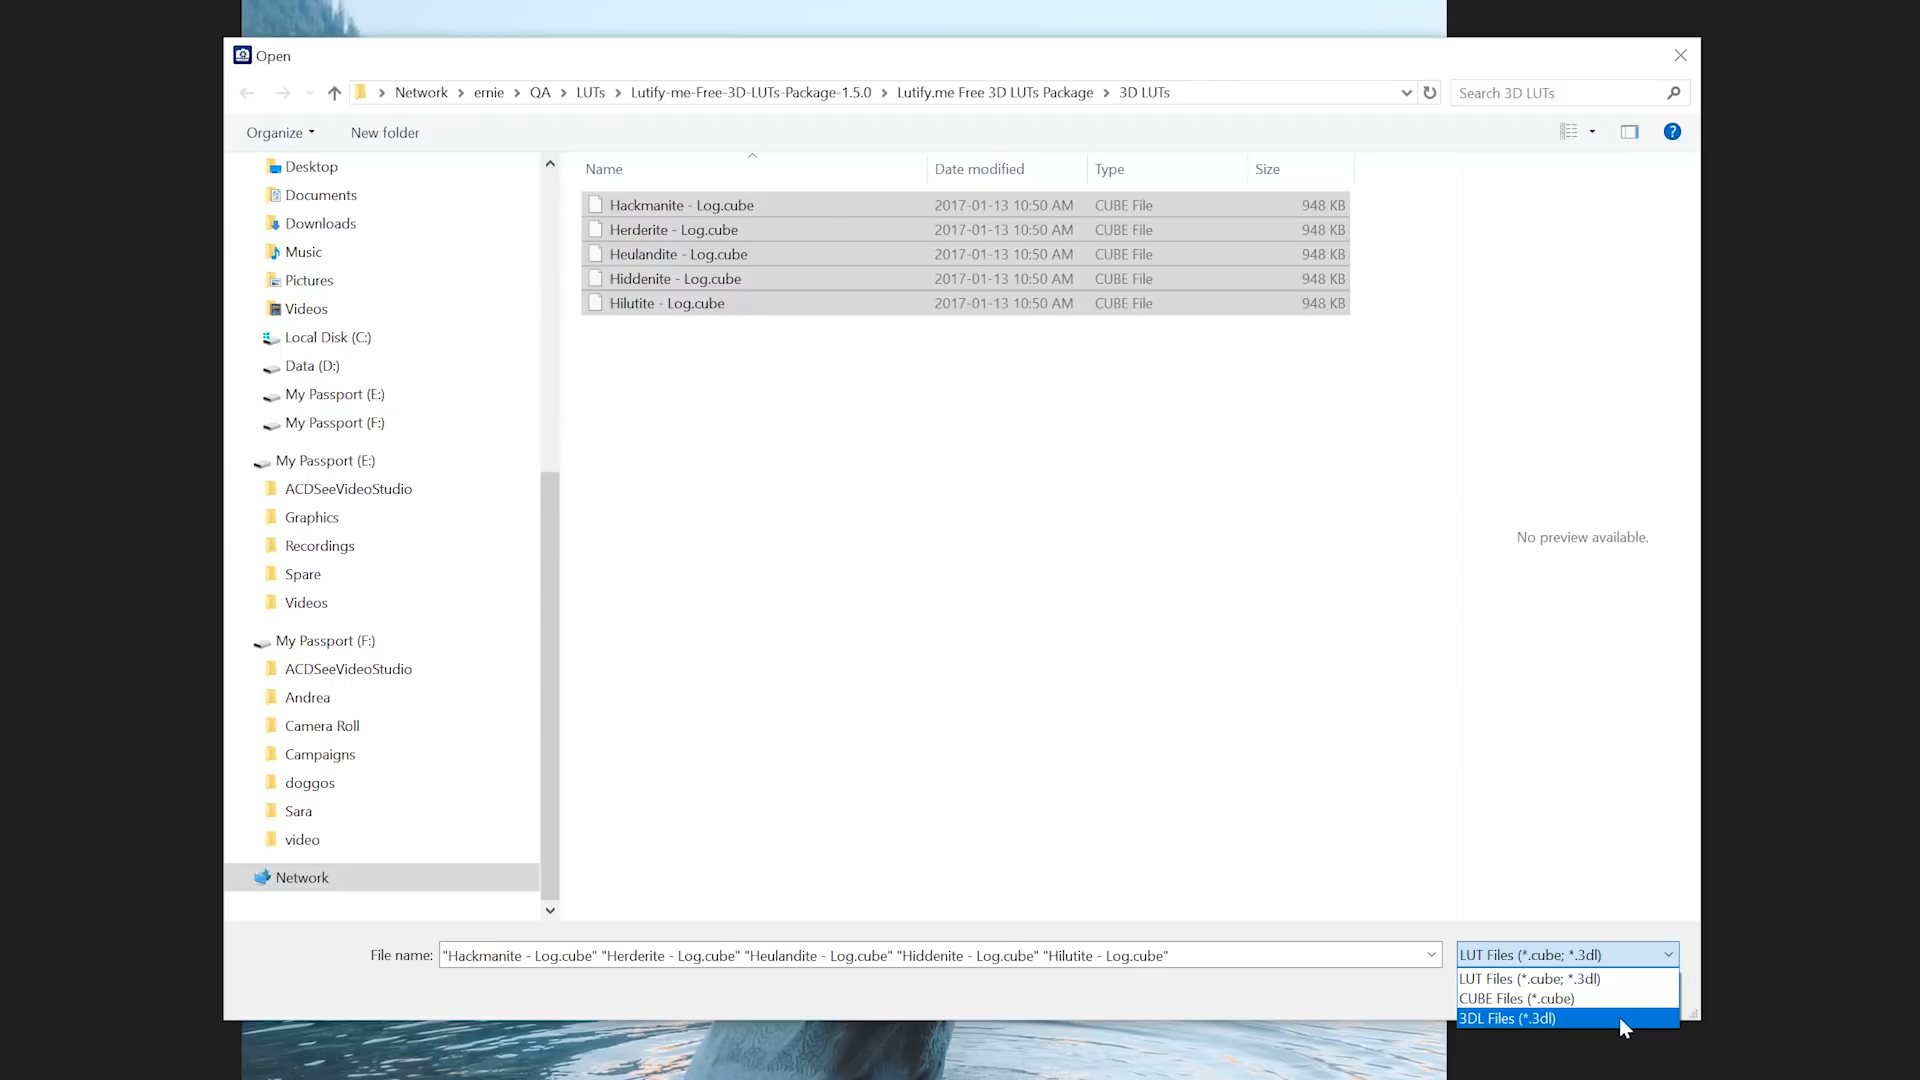 Open
Network
ernie
QA
LUTs
Lutify-me-Free-3D-LUTs-Package-1.5.0
Lutify.me Free 3D LUTs Package
3D LUTs
Search 3D LUTs
Organize
New folder
Name
Date modified
Type
Size
Hackmanite - Log.cube 2017-01-13 10:50 AM CUBE File 948 KB
Herderite - Log.cube 2017-01-13 10:50 AM CUBE File 948 KB
Heulandite - Log.cube 2017-01-13 10:50 AM CUBE File 948 KB
Hiddenite - Log.cube 2017-01-13 10:50 AM CUBE File 948 KB
Hilutite - Log.cube 2017-01-13 10:50 AM CUBE File 948 KB
Desktop
Documents
Downloads
Music
Pictures
Videos
Local Disk (C:)
Data (D:)
My Passport (E:)
My Passport (F:)
My Passport (E:)
ACDSeeVideoStudio
Graphics
Recordings
Spare
Videos
My Passport (F:)
ACDSeeVideoStudio
Andrea
Camera Roll
Campaigns
doggos
Sara
video
Network
No preview available.
File name: "Hackmanite - Log.cube" "Herderite - Log.cube" "Heulandite - Log.cube" "Hiddenite - Log.cube" "Hilutite - Log.cube"
LUT Files (*.cube; *.3dl)
LUT Files (*.cube; *.3dl)
CUBE Files (*.cube)
3DL Files (*.3dl)